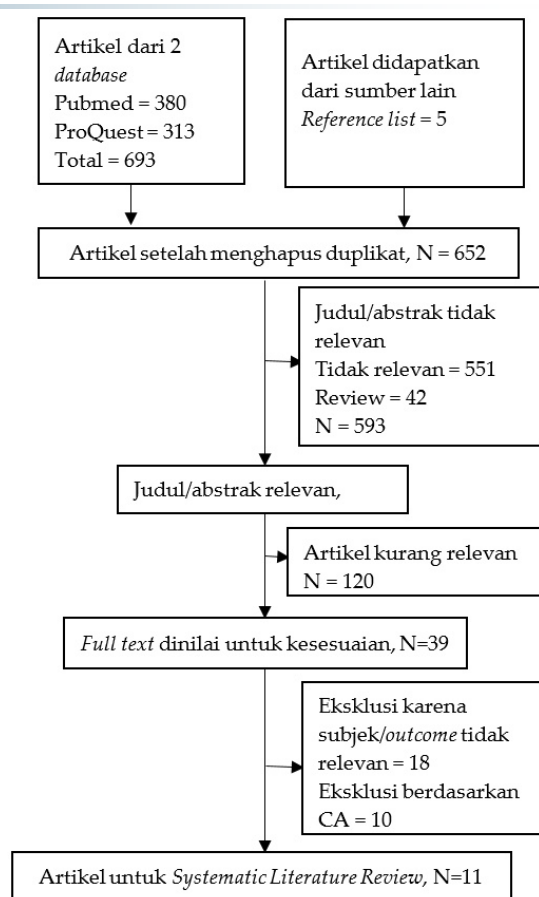 Artikel dari 2
database
Pubmed = 380
ProQuest = 313
Total = 693
Artikel didapatkan
dari sumber lain
Reference list = 5
Artikel setelah menghapus duplikat, N = 652
Judul/abstrak tidak
relevan
Tidak relevan = 551
Review = 42
N = 593
Judul/abstrak relevan,
Artikel kurang relevan
N = 120
Full text dinilai untuk kesesuaian, N=39
Eksklusi karena
subjek/outcome tidak
relevan = 18
Eksklusi berdasarkan
CA = 10
Artikel untuk Systematic Literature Review, N=11